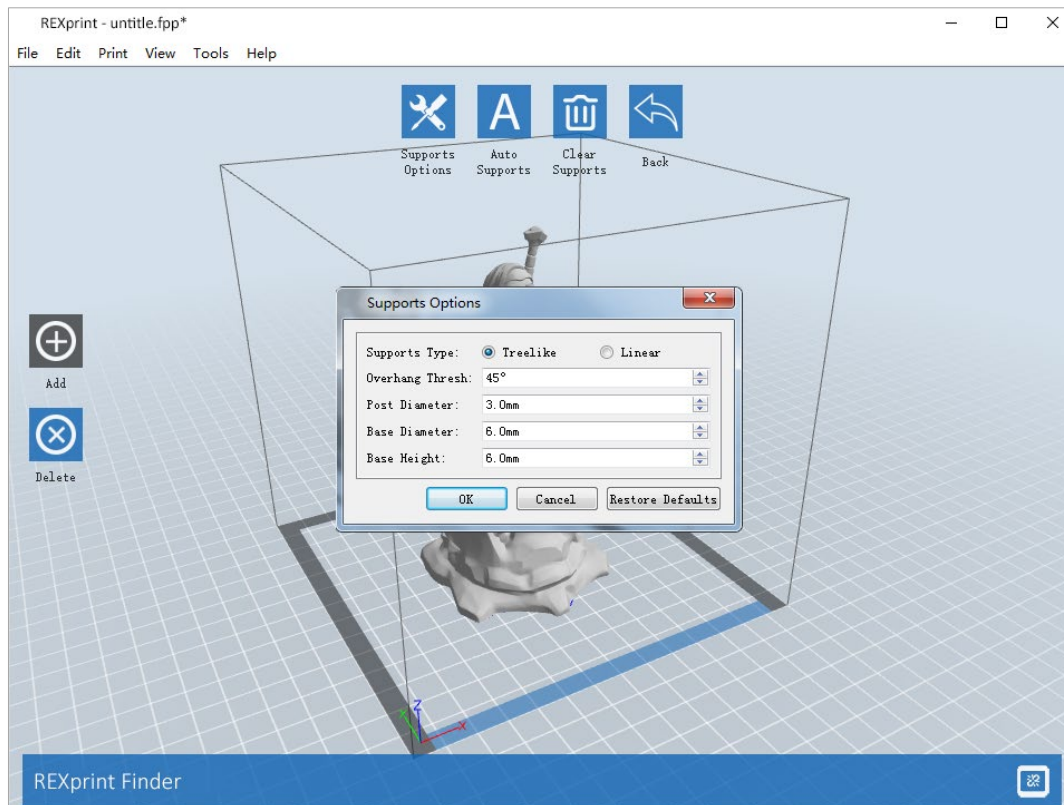 REXprint - untitle.fpp*
File Edit Print View Tools Help
A
Supports Options
Auto Supports
Clear Supports
Back
Add
Delete
Supports Options
Supports Type: Treelike Linear
Overhang Thresh: 45°
Post Diameter: 3.0mm
Base Diameter: 6.0mm
Base Height: 6.0mm
OK Cancel Restore Defaults
Z
Y
X
REXprint Finder